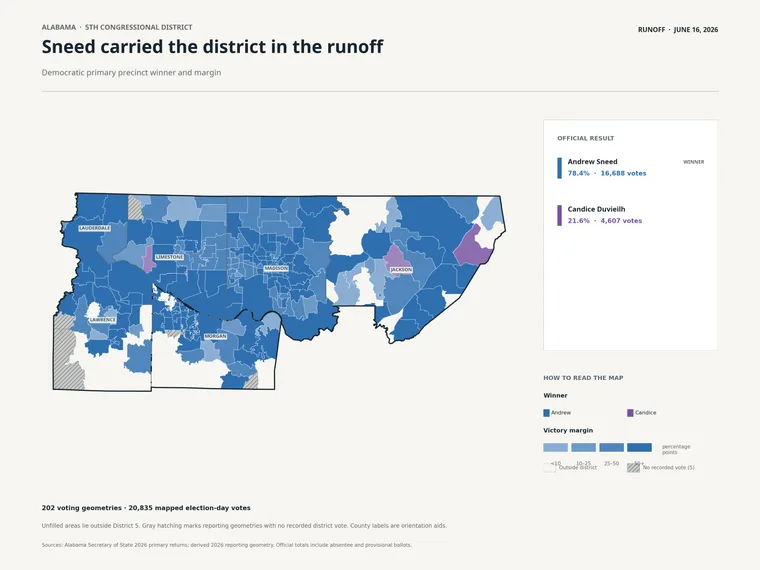 ALABAMA · 5TH CONGRESSIONAL DISTRICT
RUNOFF · JUNE 16, 2026
Sneed carried the district in the runoff
Democratic primary precinct winner and margin
OFFICIAL RESULT
Andrew Sneed
WINNER
78.4% · 16,688 votes
Candice Duvieilh
21.6% · 4,607 votes
LAUDERDALE
LIMESTONE
MADISON
JACKSON
LAWRENCE
MORGAN
HOW TO READ THE MAP
Winner
Andrew
Candice
Victory margin
percentage
points
<10
10–25
25–50
50+
Outside district
No recorded vote (5)
202 voting geometries · 20,835 mapped election-day votes
Unfilled areas lie outside District 5. Gray hatching marks reporting geometries with no recorded district vote. County labels are orientation aids.
Sources: Alabama Secretary of State 2026 primary returns; derived 2026 reporting geometry. Official totals include absentee and provisional ballots.